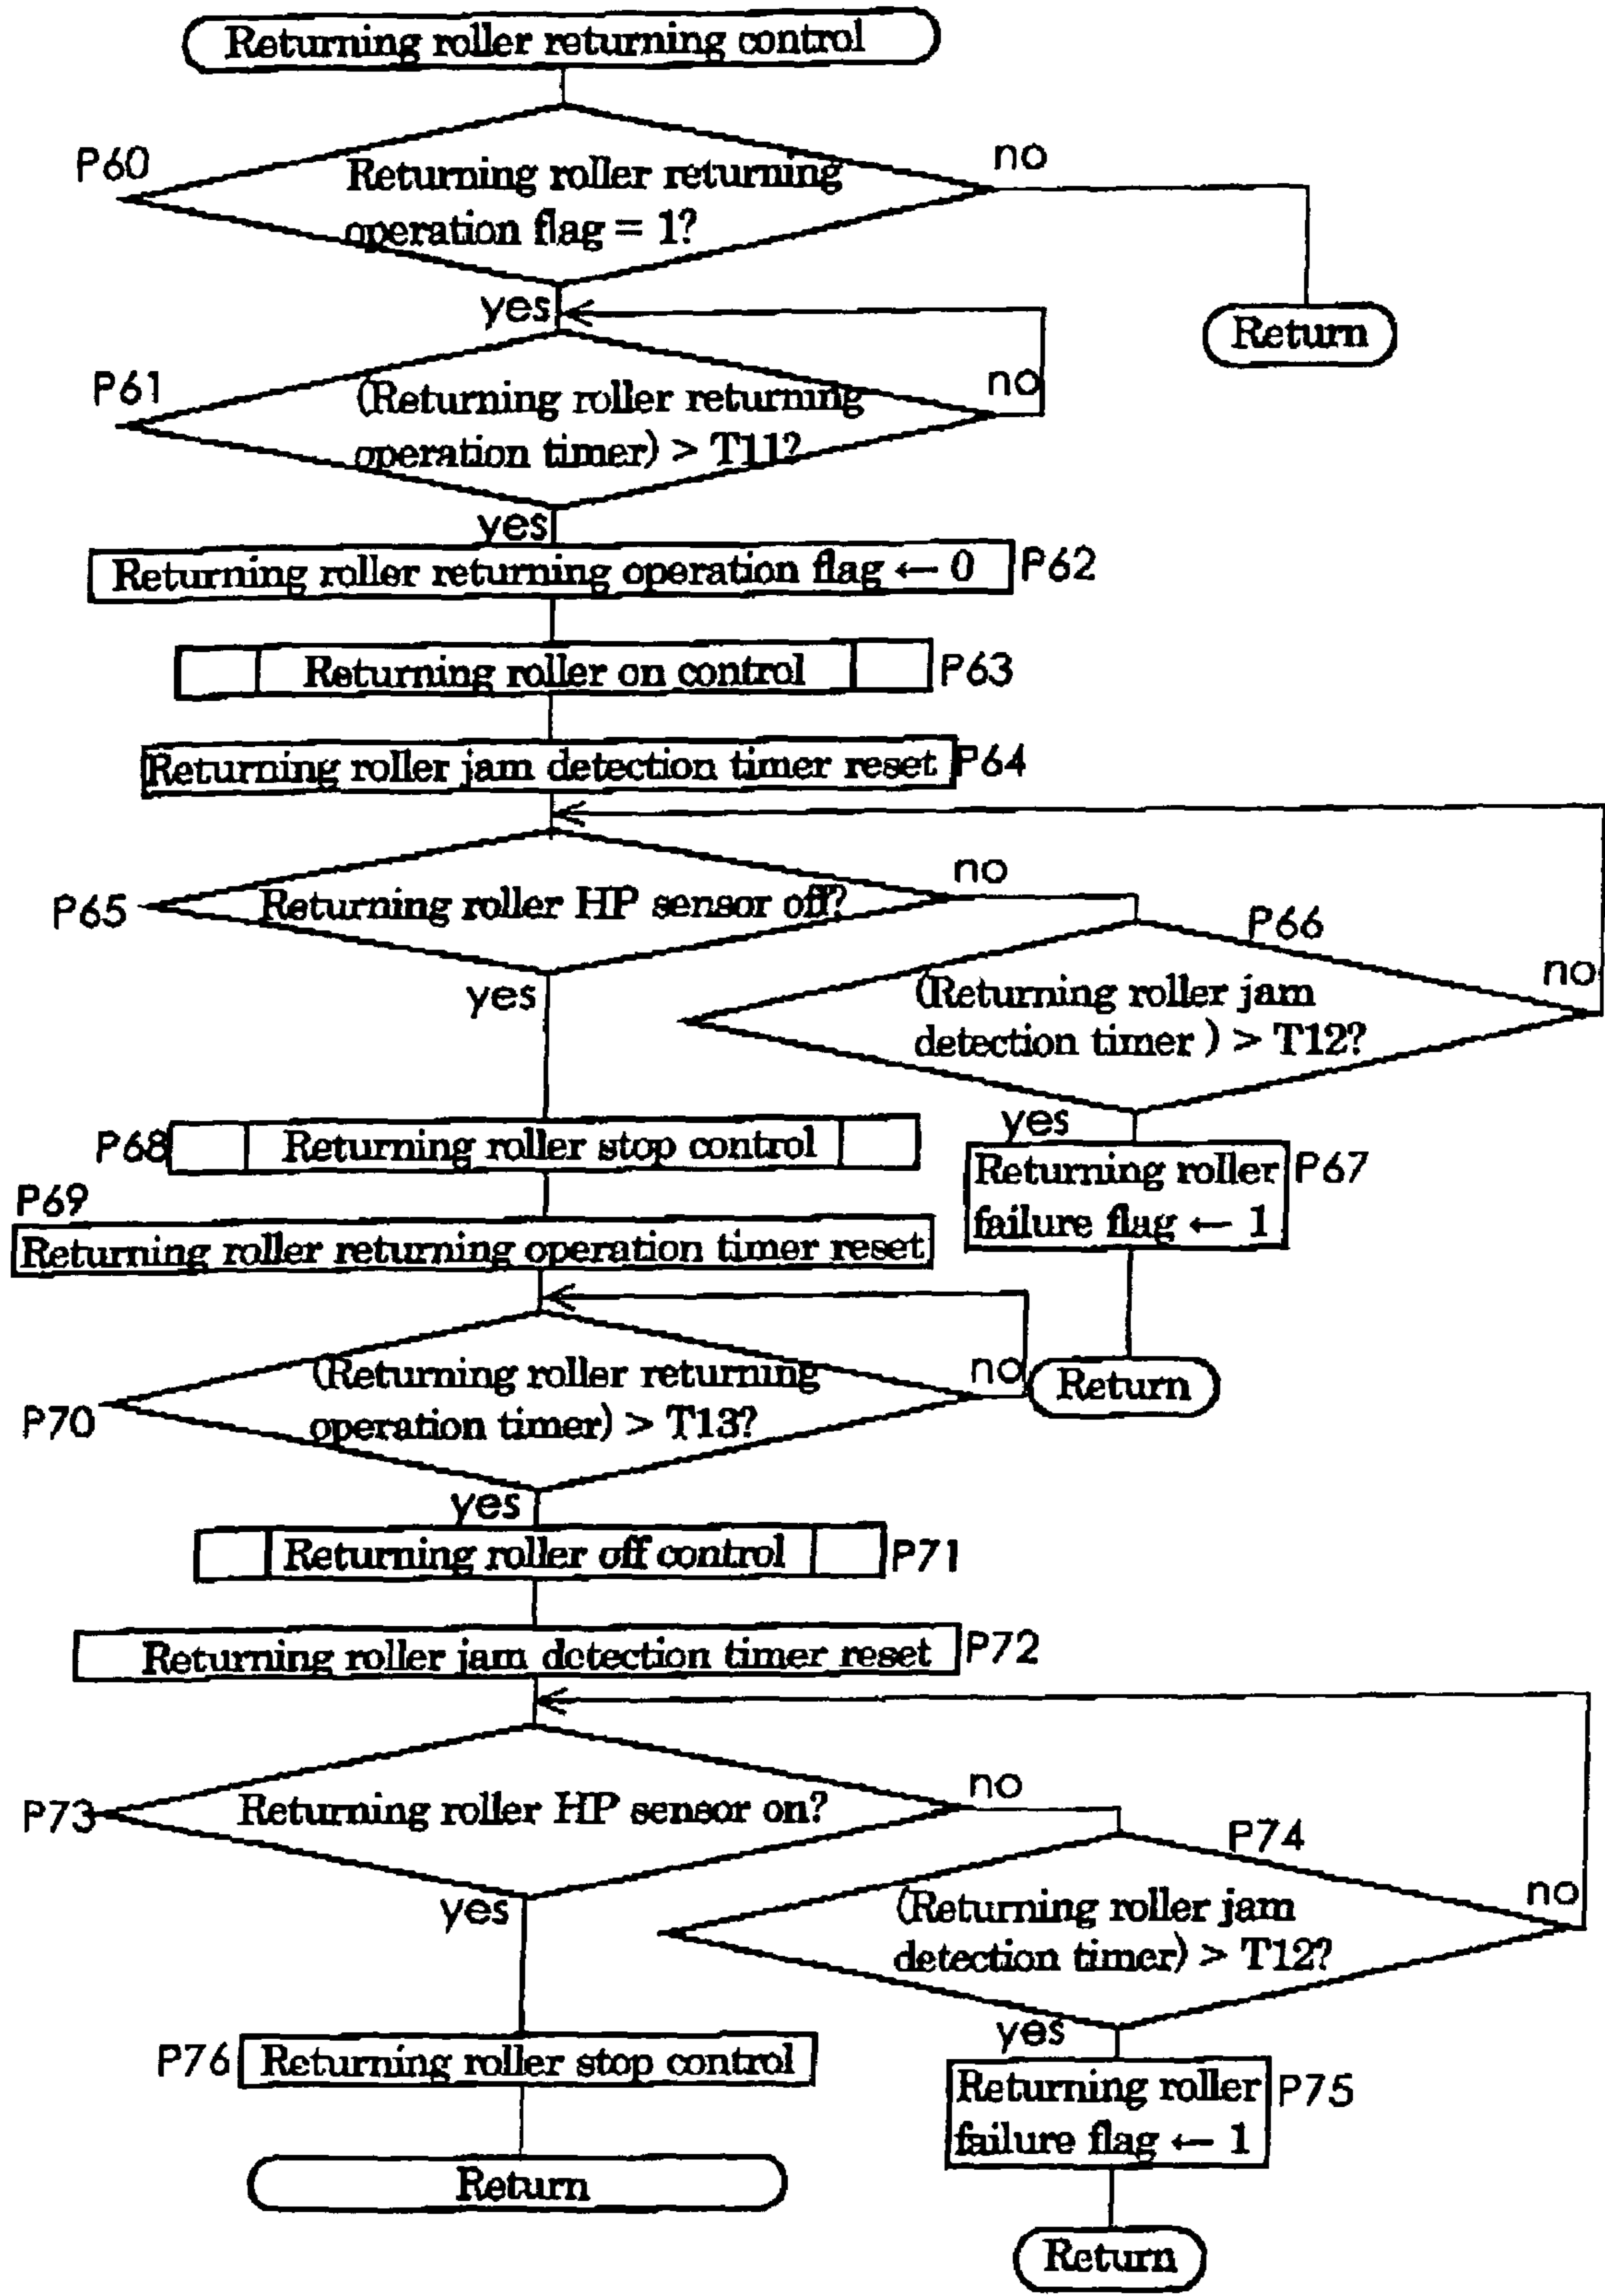 Returning roller returning control
P60
Returning roller returning
operation flag = 1?
no
yes
Return
P61
(Returning roller returning
operation timer) > T11?
no
yes
Returning roller returning operation flag ← 0
P62
Returning roller on control
P63
Returning roller jam detection timer reset
P64
P65
Returning roller HP sensor off?
no
yes
P66
(Returning roller jam
detection timer ) > T12?
no
yes
P67
Returning roller
failure flag ← 1
Return
P68
Returning roller stop control
P69
Returning roller returning operation timer reset
P70
(Returning roller returning
operation timer) > T13?
no
yes
Returning roller off control
P71
Returning roller jam detection timer reset
P72
P73
Returning roller HP sensor on?
no
yes
P74
(Returning roller jam
detection timer) > T12?
no
yes
P75
Returning roller
failure flag ← 1
Return
P76
Returning roller stop control
Return